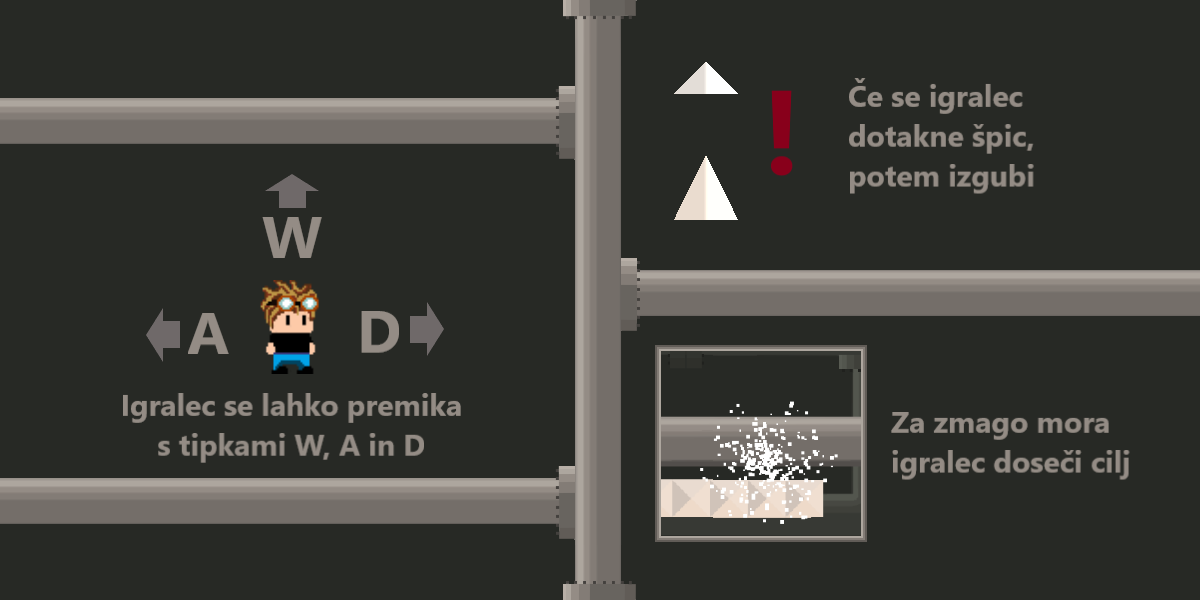 W
A
D
Igralec se lahko premika
s tipkami W, A in D
!
Če se igralec
dotakne špic,
potem izgubi
Za zmago mora
igralec doseči cilj